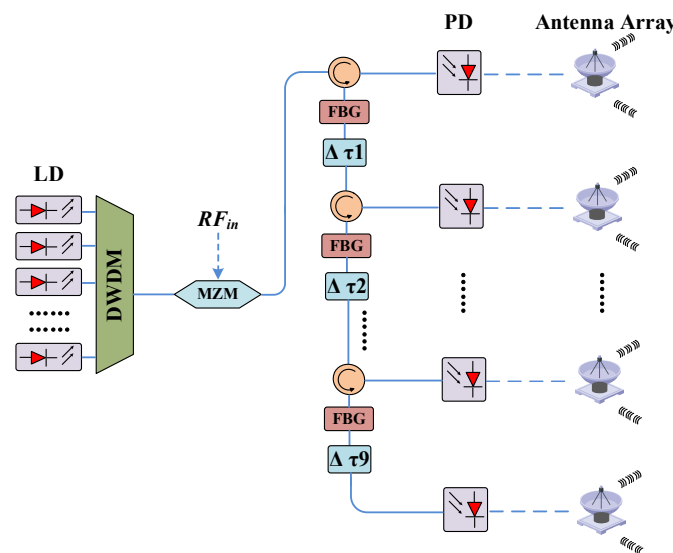 PD Antenna Array
FBG
Δ τ1
LD
RFin
FBG
DWDM
MZM
Δ τ2
FBG
Δ τ9